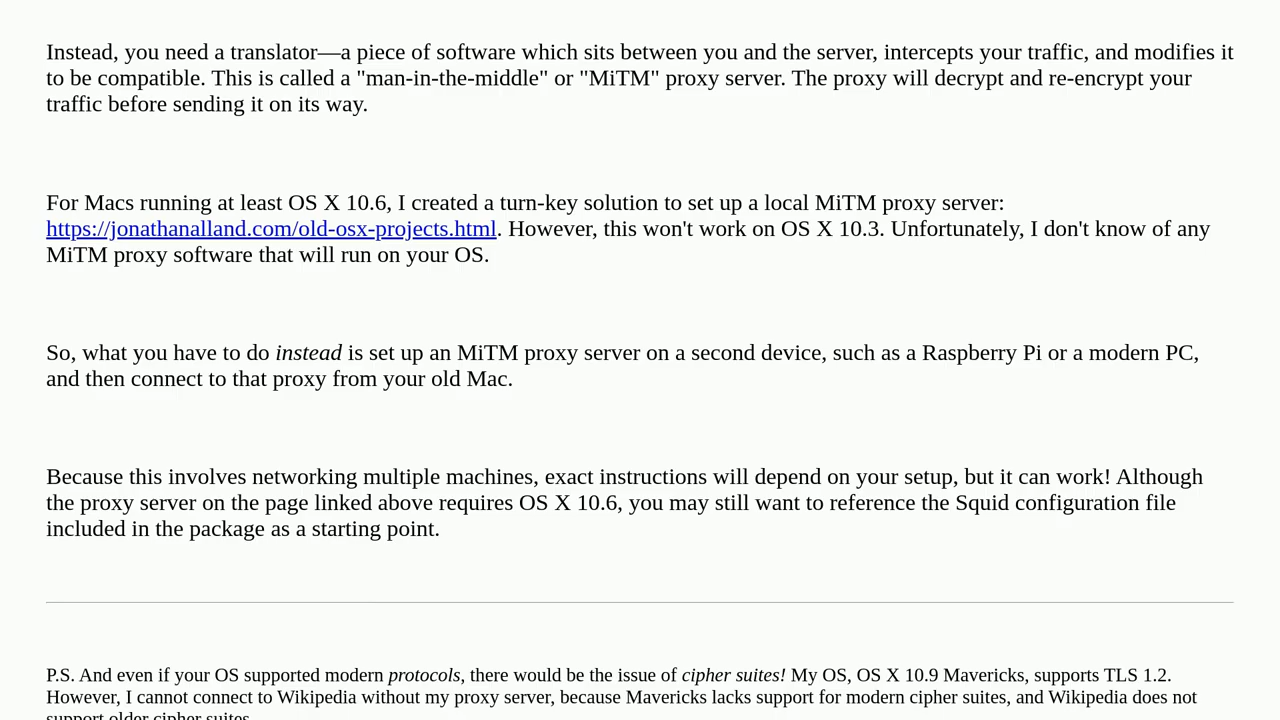 Instead, you need a translator—a piece of software which sits between you and the server, intercepts your traffic, and modifies it
to be compatible. This is called a "man-in-the-middle" or "MiTM" proxy server. The proxy will decrypt and re-encrypt your
traffic before sending it on its way.
For Macs running at least OS X 10.6, I created a turn-key solution to set up a local MiTM proxy server:
https://jonathanalland.com/old-osx-projects.html. However, this won't work on OS X 10.3. Unfortunately, I don't know of any
MiTM proxy software that will run on your OS.
So, what you have to do instead is set up an MiTM proxy server on a second device, such as a Raspberry Pi or a modern PC,
and then connect to that proxy from your old Mac.
Because this involves networking multiple machines, exact instructions will depend on your setup, but it can work! Although
the proxy server on the page linked above requires OS X 10.6, you may still want to reference the Squid configuration file
included in the package as a starting point.
P.S. And even if your OS supported modern protocols, there would be the issue of cipher suites! My OS, OS X 10.9 Mavericks, supports TLS 1.2.
However, I cannot connect to Wikipedia without my proxy server, because Mavericks lacks support for modern cipher suites, and Wikipedia does not
support older cipher suites.